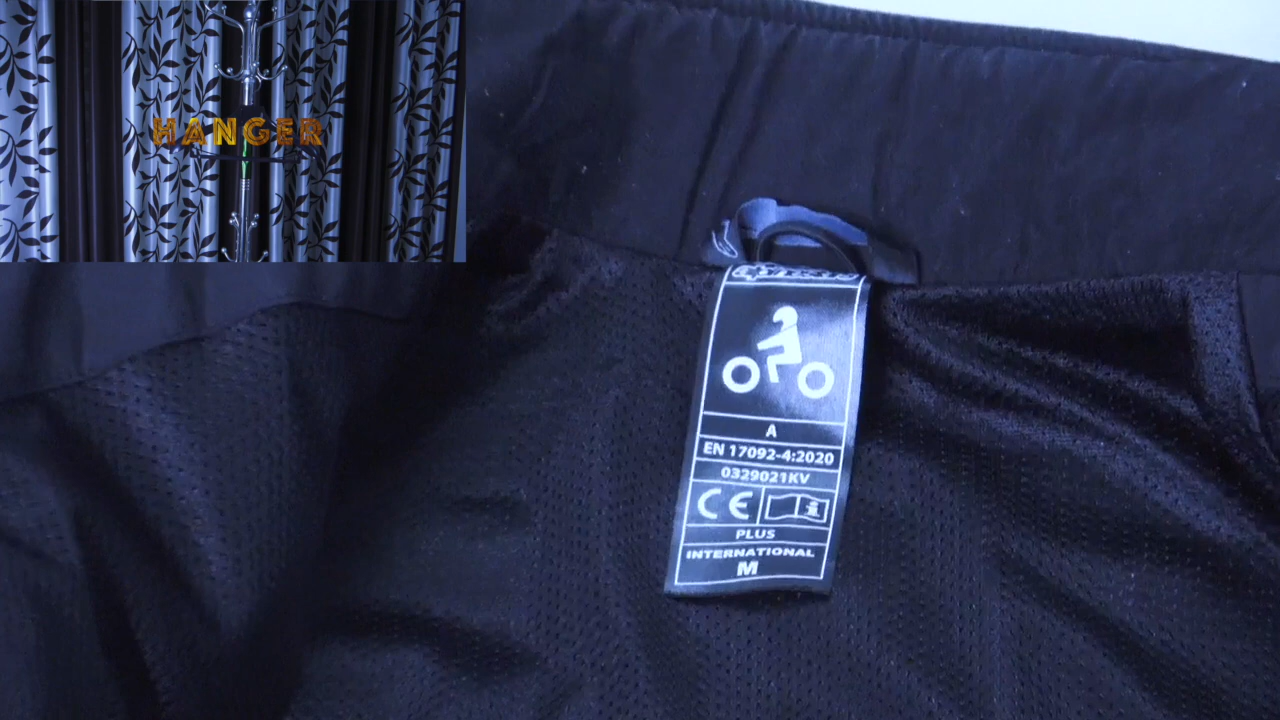 HANGER
A
EN 17092-4:2020
0329021KV
CE
PLUS
INTERNATIONAL
M